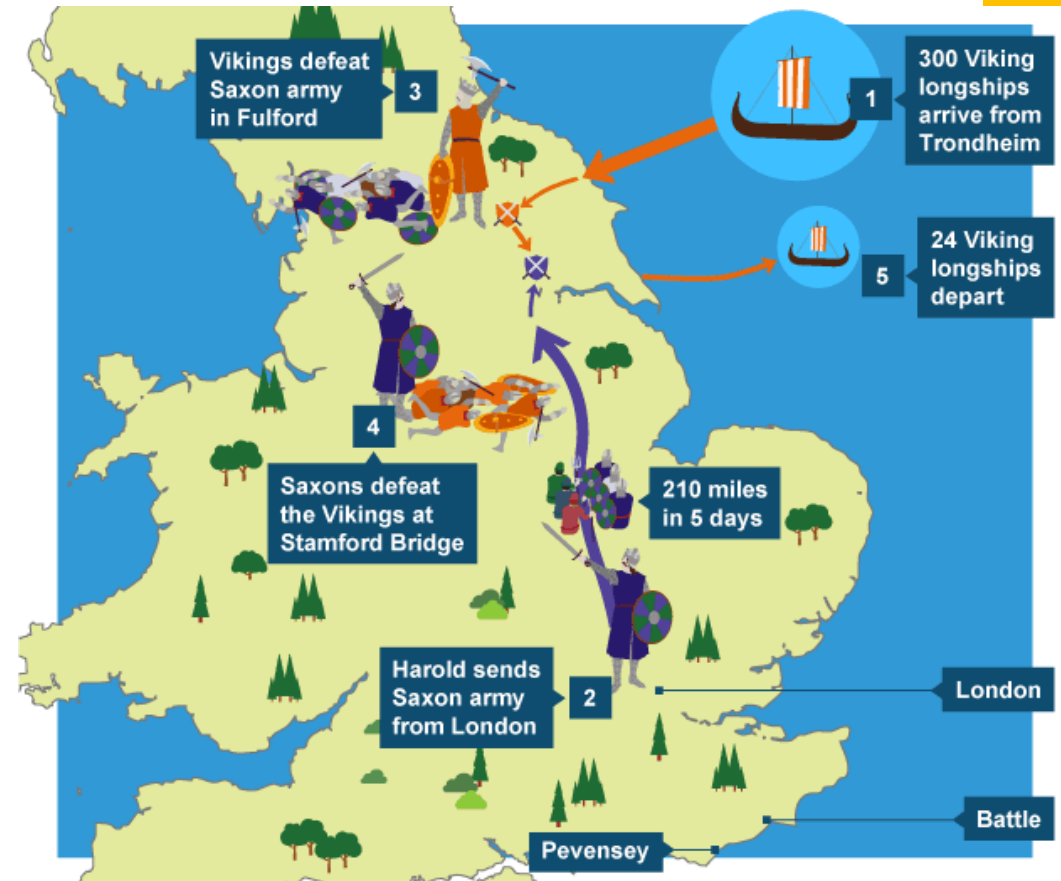 1
300 Viking
longships
arrive from
Trondheim
2
Harold sends
Saxon army
from London
210 miles
in 5 days
3
Vikings defeat
Saxon army
in Fulford
4
Saxons defeat
the Vikings at
Stamford Bridge
5
24 Viking
longships
depart
London
Battle
Pevensey